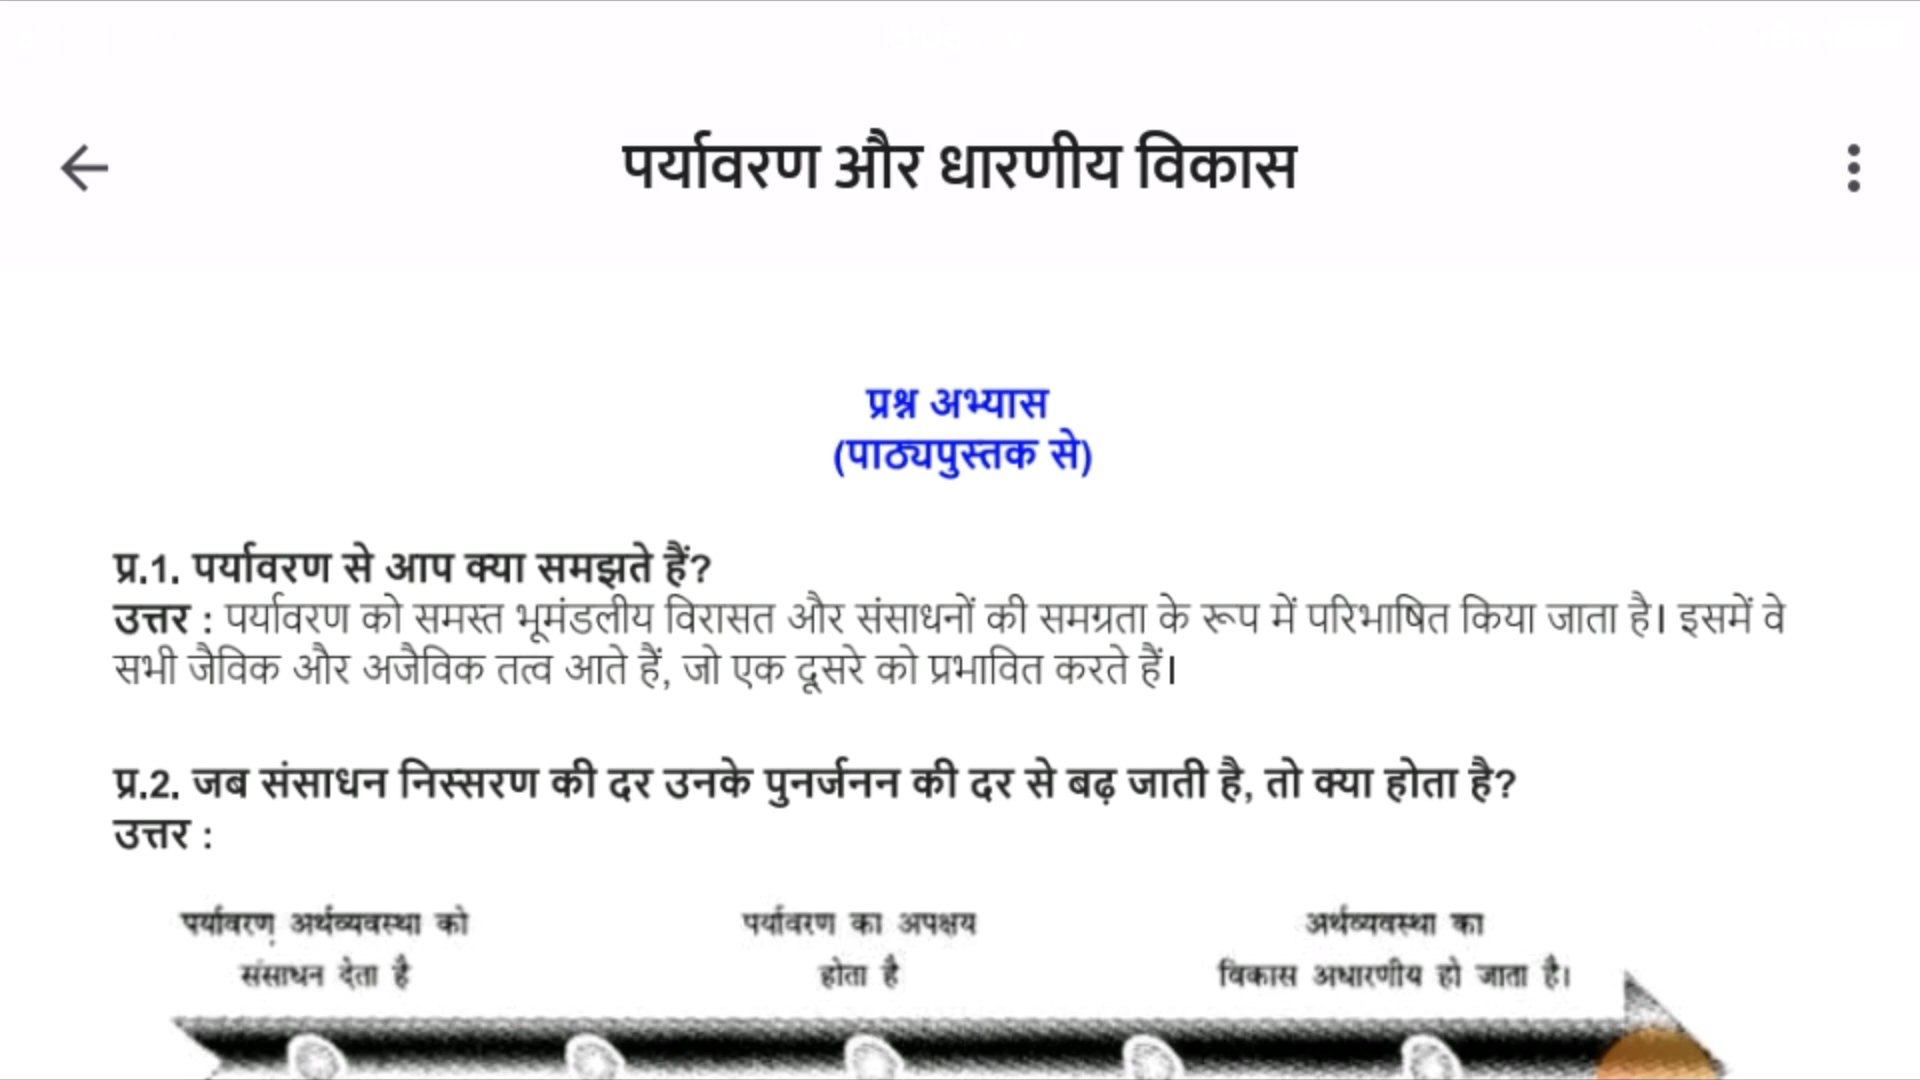 पर्यावरण और धारणीय विकास
प्रश्न अभ्यास
(पाठ्यपुस्तक से)
प्र.1. पर्यावरण से आप क्या समझते हैं?
उत्तर : पर्यावरण को समस्त भूमंडलीय विरासत और संसाधनों की समग्रता के रूप में परिभाषित किया जाता है। इसमें वे
सभी जैविक और अजैविक तत्व आते हैं, जो एक दूसरे को प्रभावित करते हैं।
प्र.2. जब संसाधन निस्सरण की दर उनके पुनर्जनन की दर से बढ़ जाती है, तो क्या होता है?
उत्तर :
पर्यावरण अर्थव्यवस्था को
संसाधन देता है
पर्यावरण का अपक्षय
होता है
अर्थव्यवस्था का
विकास अधारणीय हो जाता है।